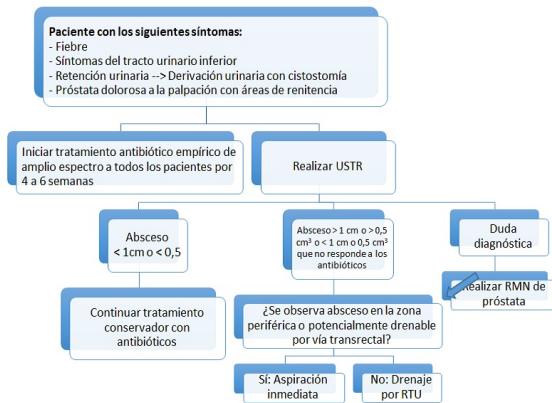 Paciente con los siguientes síntomas:
- Fiebre
- Síntomas del tracto urinario inferior
- Retención urinaria --> Derivación urinaria con cistostomía
- Próstata dolorosa a la palpación con áreas de renitencia
Iniciar tratamiento antibiótico empírico de
amplio espectro a todos los pacientes por
4 a 6 semanas
Realizar USTR
Absceso
< 1cm o < 0,5
Absceso > 1 cm o > 0,5
cm³ o < 1 cm o 0,5 cm³
que no responde a los
antibióticos
Duda
diagnóstica
Continuar tratamiento
conservador con
antibióticos
¿Se observa absceso en la zona
periférica o potencialmente drenable
por vía transrectal?
Realizar RMN de
próstata
Sí: Aspiración
inmediata
No: Drenaje
por RTU